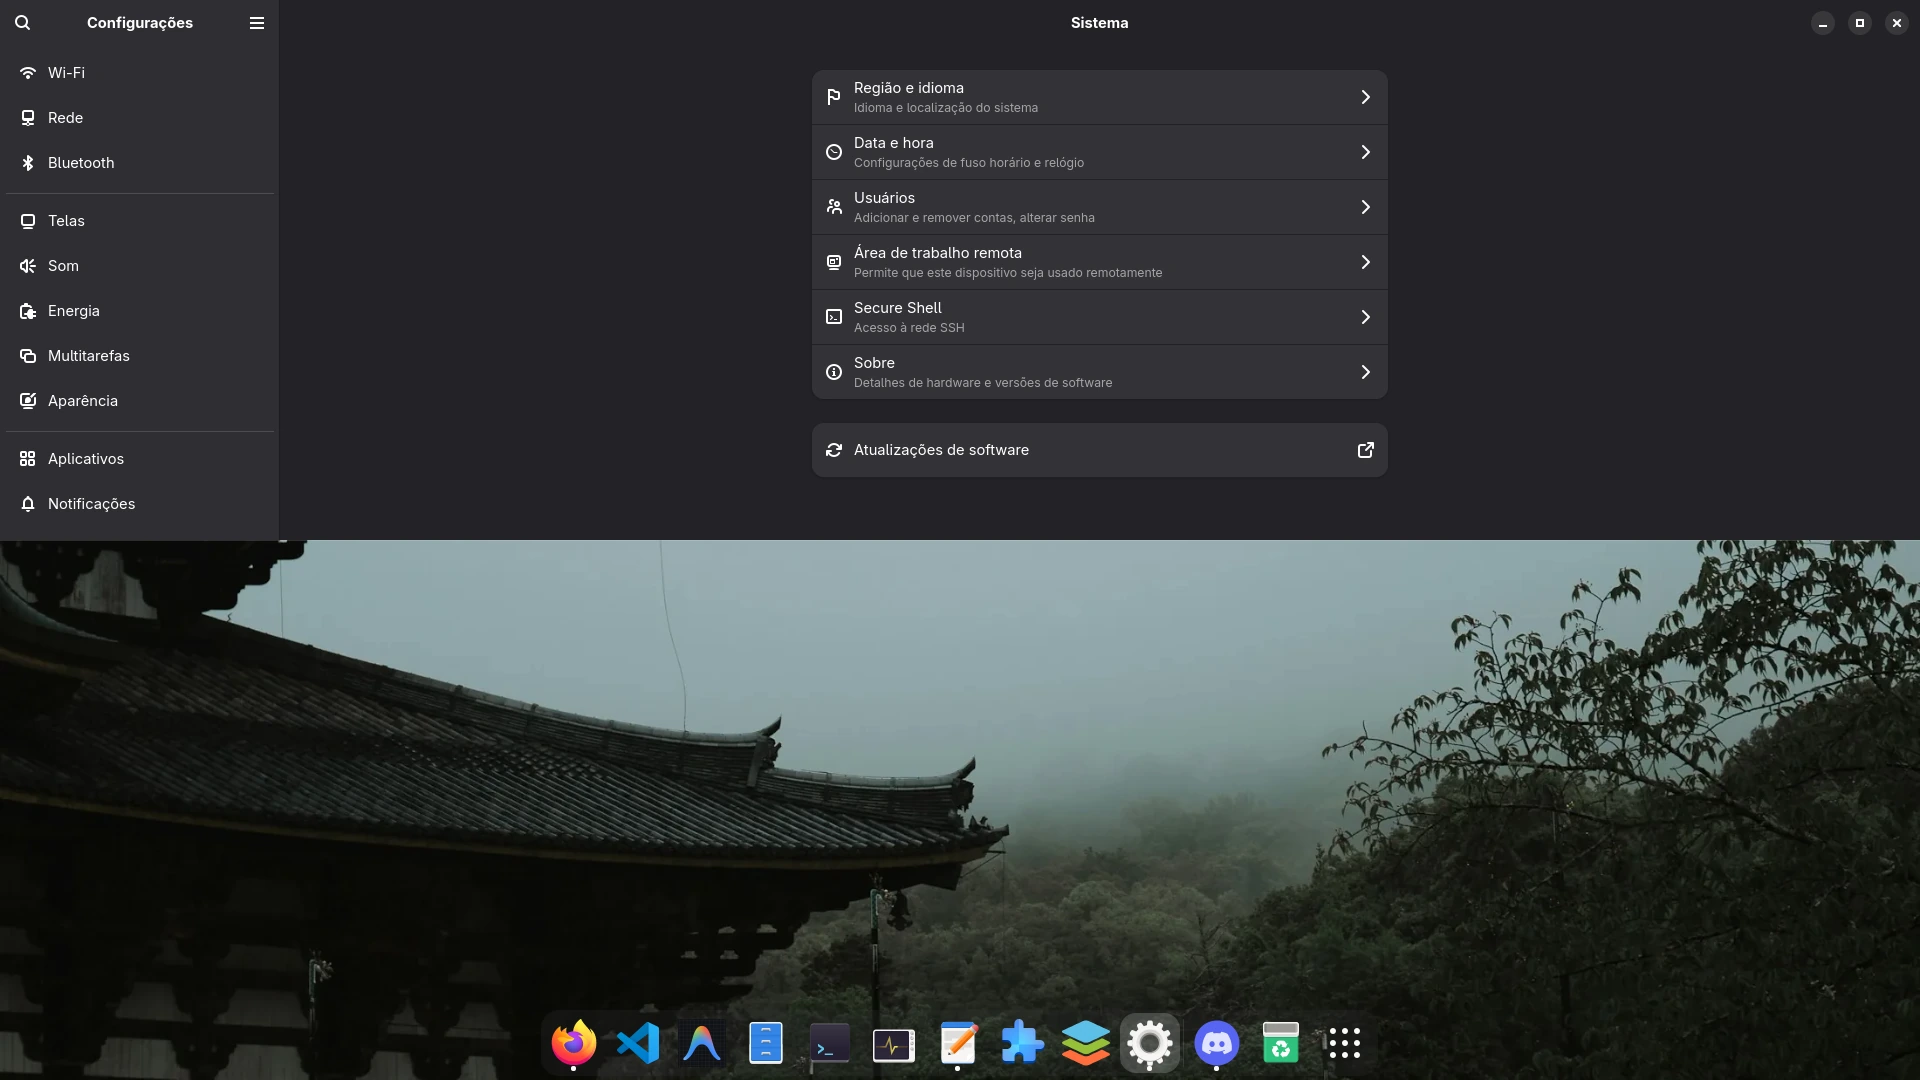 Configurações
Sistema
Wi-Fi
Rede
Bluetooth
Telas
Som
Energia
Multitarefas
Aparência
Aplicativos
Notificações
Região e idioma
Idioma e localização do sistema
Data e hora
Configurações de fuso horário e relógio
Usuários
Adicionar e remover contas, alterar senha
Área de trabalho remota
Permite que este dispositivo seja usado remotamente
Secure Shell
Acesso à rede SSH
Sobre
Detalhes de hardware e versões de software
Atualizações de software